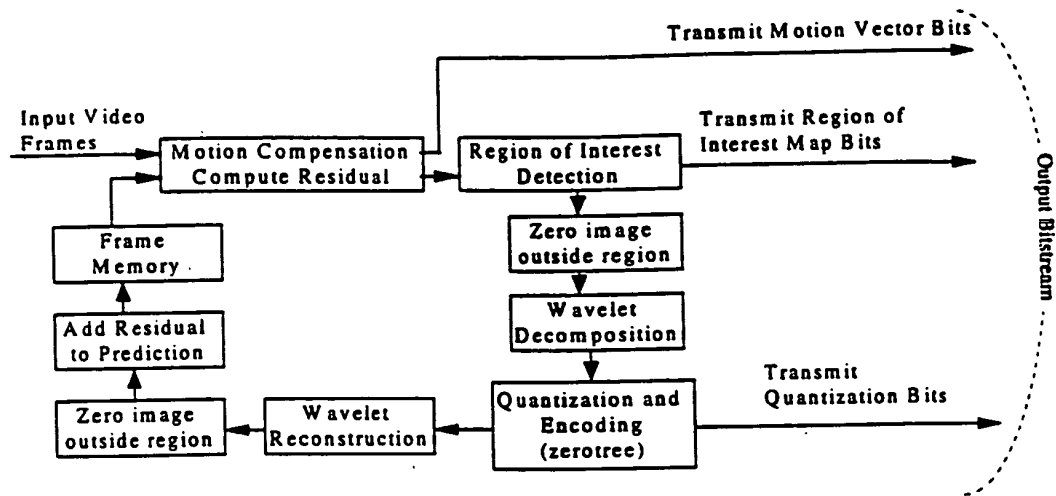 Transmit Motion Vector Bits
Input Video
Frames
Transmit Region of
Interest Map Bits
Motion Compensation
Compute Residual
Region of Interest
Detection
Output Bitstream
Frame
Memory
Zero image
outside region
Wavelet
Decomposition
Add Residual
to Prediction
Transmit
Quantization Bits
Quantization and
Encoding
(zerotree)
Wavelet
Reconstruction
Zero image
outside region